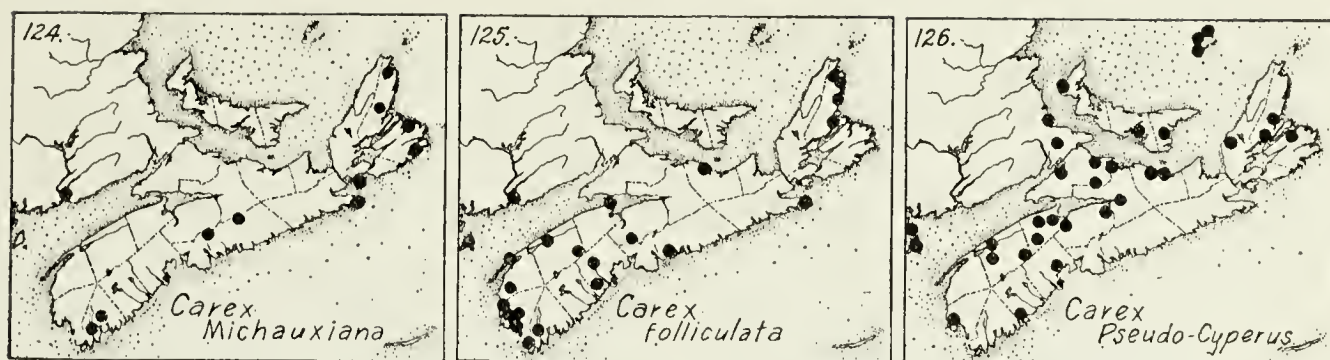 124.
Carex
Michauxiana
125.
Carex
folliculata
126.
Carex
Pseudo-Cyperus